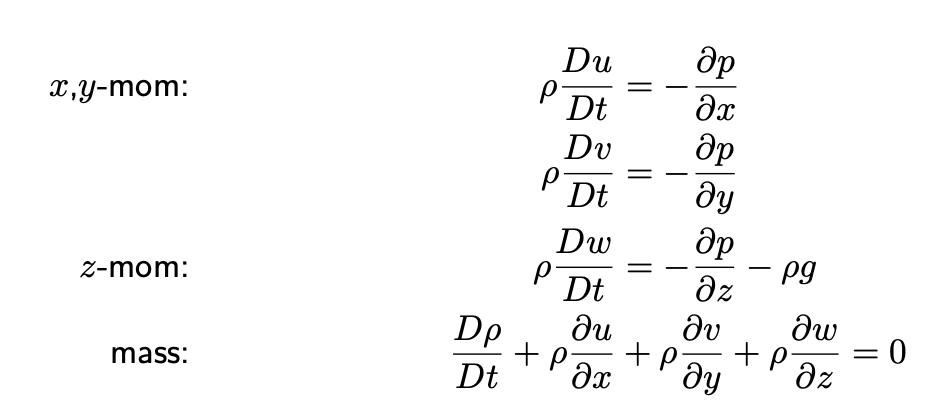 x,y-mom: ρ Du/Dt = − ∂p/∂x
ρ Dv/Dt = − ∂p/∂y
z-mom: ρ Dw/Dt = − ∂p/∂z − ρg
mass: Dρ/Dt + ρ ∂u/∂x + ρ ∂v/∂y + ρ ∂w/∂z = 0